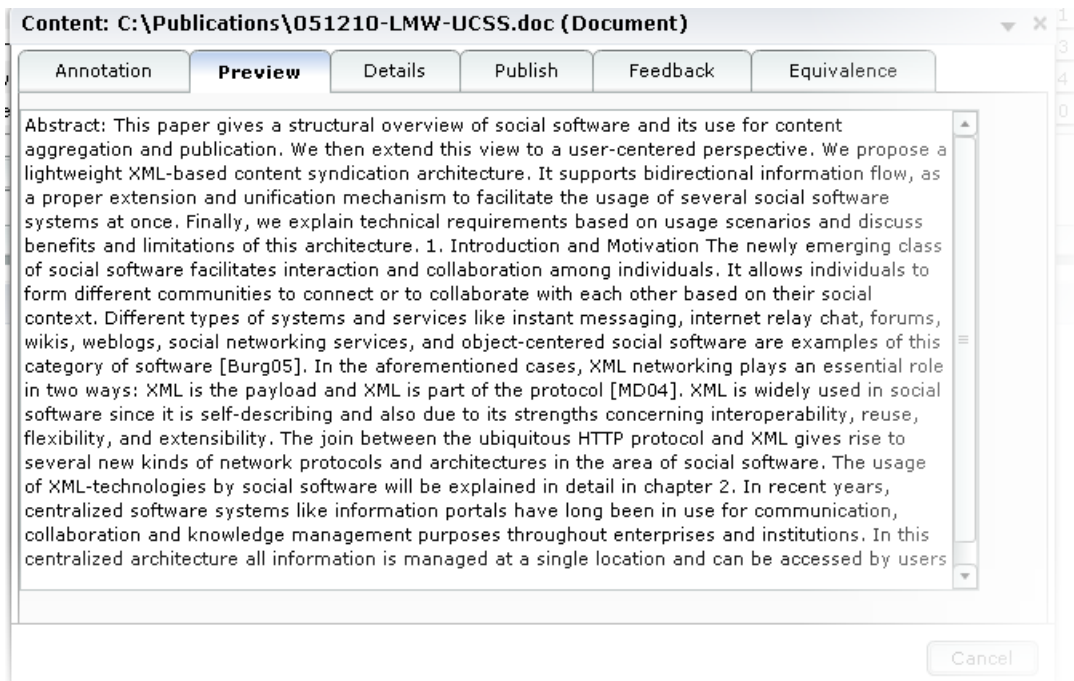 Content: C:\Publications\051210-LMW-UCSS.doc (Document)
Annotation Preview Details Publish Feedback Equivalence
Abstract: This paper gives a structural overview of social software and its use for content
aggregation and publication. We then extend this view to a user-centered perspective. We propose a
lightweight XML-based content syndication architecture. It supports bidirectional information flow, as
a proper extension and unification mechanism to facilitate the usage of several social software
systems at once. Finally, we explain technical requirements based on usage scenarios and discuss
benefits and limitations of this architecture. 1. Introduction and Motivation The newly emerging class
of social software facilitates interaction and collaboration among individuals. It allows individuals to
form different communities to connect or to collaborate with each other based on their social
context. Different types of systems and services like instant messaging, internet relay chat, forums,
wikis, weblogs, social networking services, and object-centered social software are examples of this
category of software [Burg05]. In the aforementioned cases, XML networking plays an essential role
in two ways: XML is the payload and XML is part of the protocol [MD04]. XML is widely used in social
software since it is self-describing and also due to its strengths concerning interoperability, reuse,
flexibility, and extensibility. The join between the ubiquitous HTTP protocol and XML gives rise to
several new kinds of network protocols and architectures in the area of social software. The usage
of XML-technologies by social software will be explained in detail in chapter 2. In recent years,
centralized software systems like information portals have long been in use for communication,
collaboration and knowledge management purposes throughout enterprises and institutions. In this
centralized architecture all information is managed at a single location and can be accessed by users
Cancel